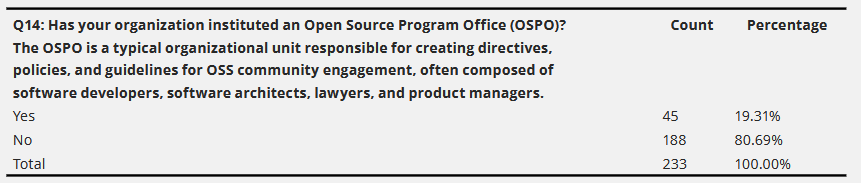 Q14: Has your organization instituted an Open Source Program Office (OSPO)? Count Percentage
The OSPO is a typical organizational unit responsible for creating directives,
policies, and guidelines for OSS community engagement, often composed of
software developers, software architects, lawyers, and product managers.
Yes 45 19.31%
No 188 80.69%
Total 233 100.00%